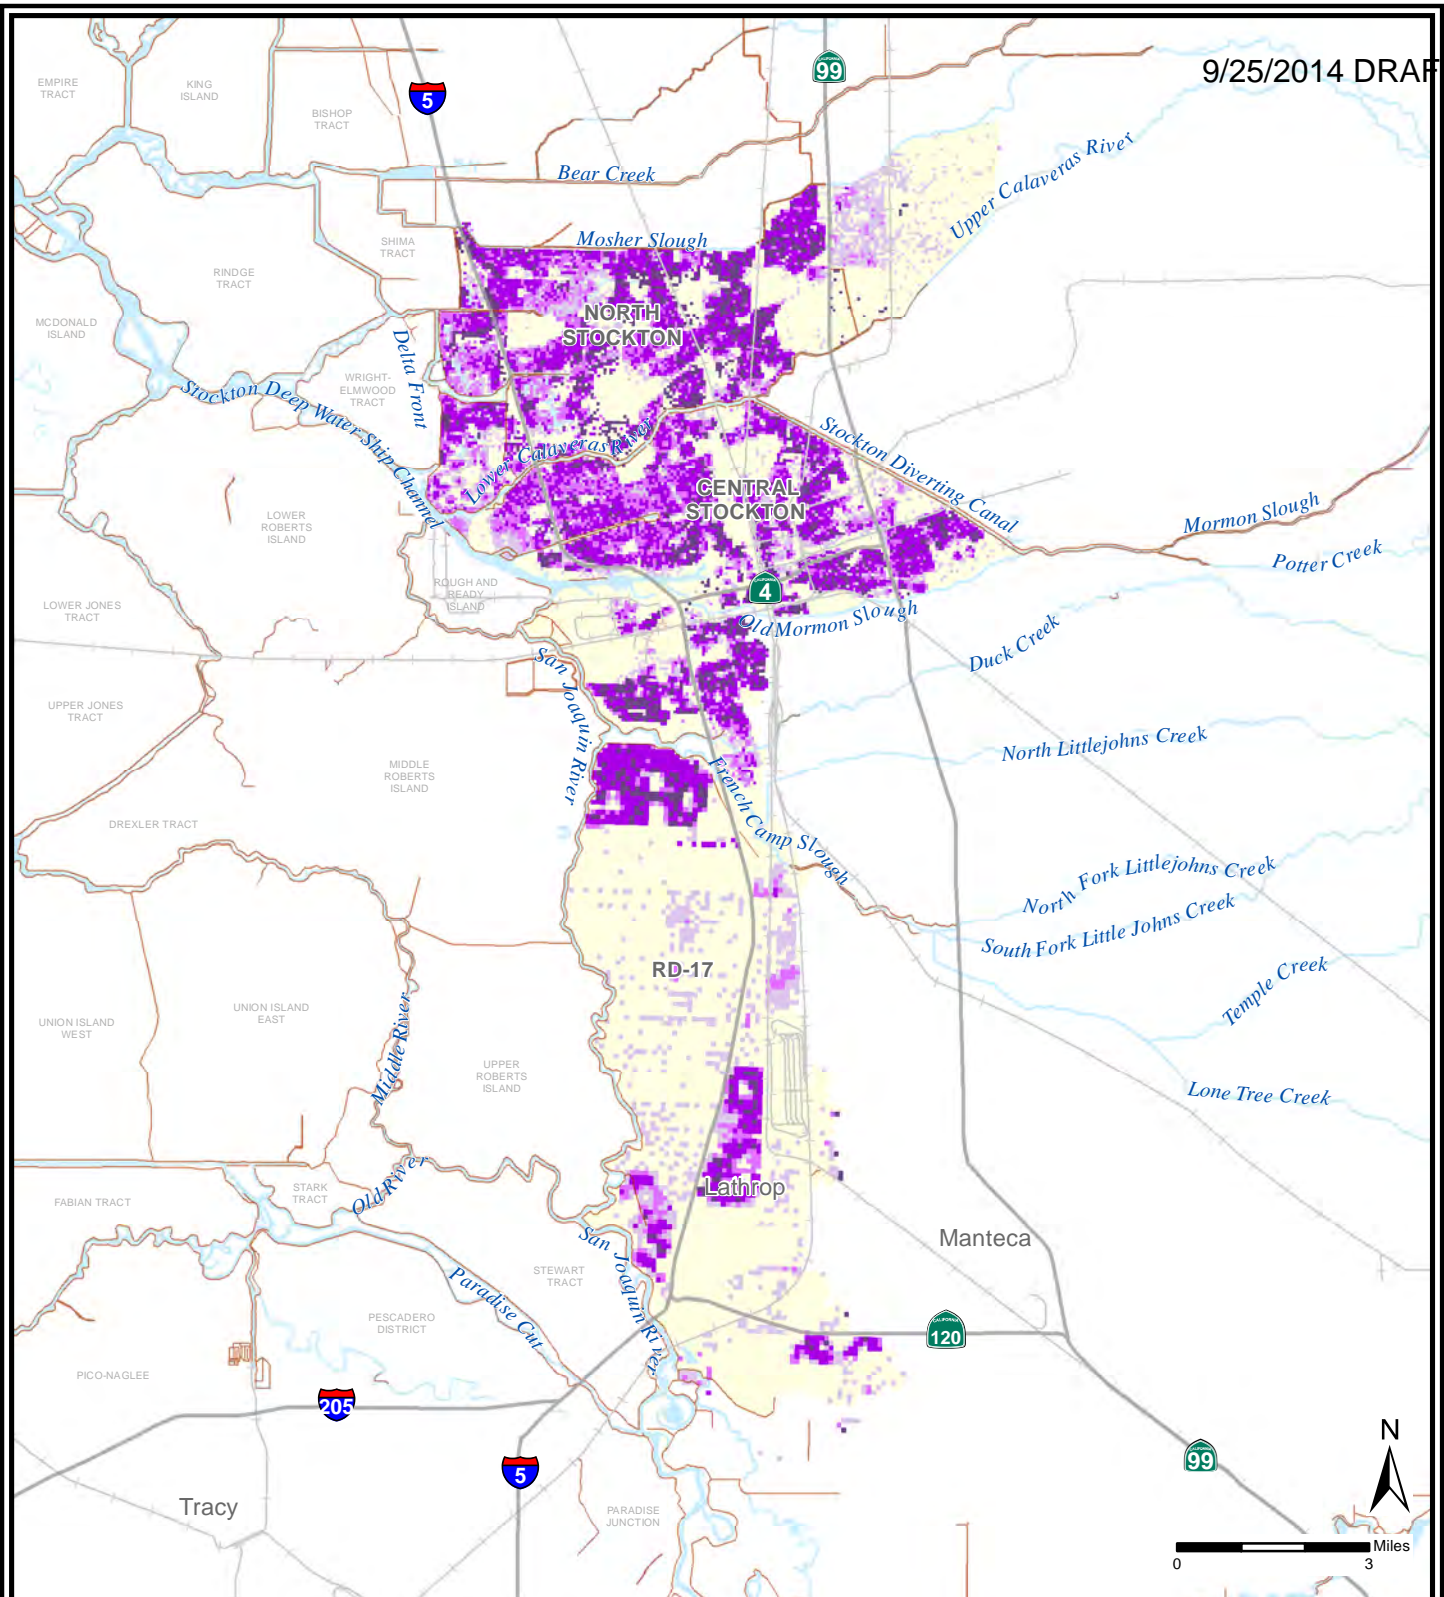 9/25/2014 DRAF
EMPIRE
TRACT
KING
ISLAND
BISHOP
TRACT
5
CALIFORNIA
99
Bear Creek
Upper Calaveras River
Mosher Slough
SHIMA
TRACT
RINDGE
TRACT
MCDONALD
ISLAND
NORTH
STOCKTON
Delta Front
WRIGHT-
ELMWOOD
TRACT
Stockton Deep Water Ship Channel
Lower Calaveras River
Stockton Diverting Canal
CENTRAL
STOCKTON
LOWER
ROBERTS
ISLAND
Mormon Slough
Potter Creek
ROUGH AND
READY
ISLAND
CALIFORNIA
4
LOWER JONES
TRACT
Old Mormon Slough
Duck Creek
San Joaquin River
UPPER JONES
TRACT
North Littlejohns Creek
MIDDLE
ROBERTS
ISLAND
French Camp Slough
DREXLER TRACT
North Fork Littlejohns Creek
South Fork Little Johns Creek
RD-17
Temple Creek
UNION ISLAND
WEST
UNION ISLAND
EAST
Middle River
UPPER
ROBERTS
ISLAND
Lone Tree Creek
FABIAN TRACT
STARK
TRACT
Old River
Lathrop
Manteca
San Joaquin River
STEWART
TRACT
Paradise Cut
PESCADERO
DISTRICT
CALIFORNIA
120
PICO-NAGLEE
205
5
CALIFORNIA
99
N
Tracy
PARADISE
JUNCTION
Miles
0 3